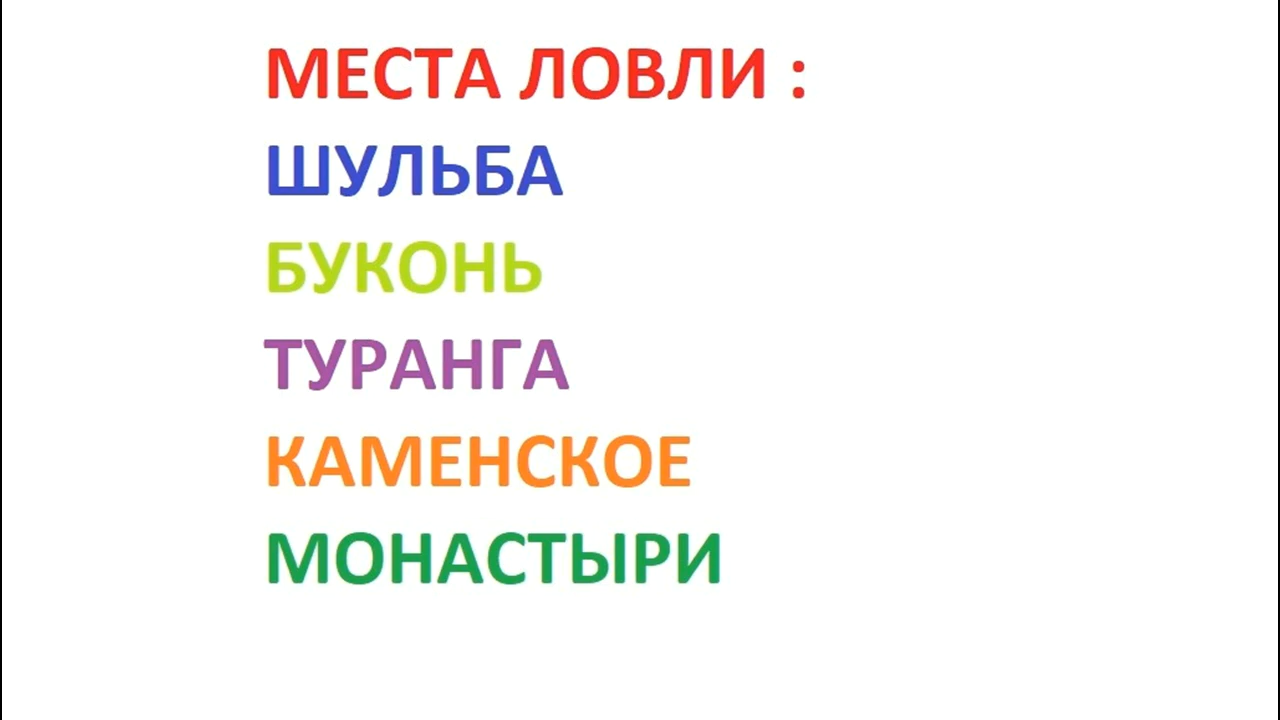 МЕСТА ЛОВЛИ :
ШУЛЬБА
БУКОНЬ
ТУРАНГА
КАМЕНСКОЕ
МОНАСТЫРИ